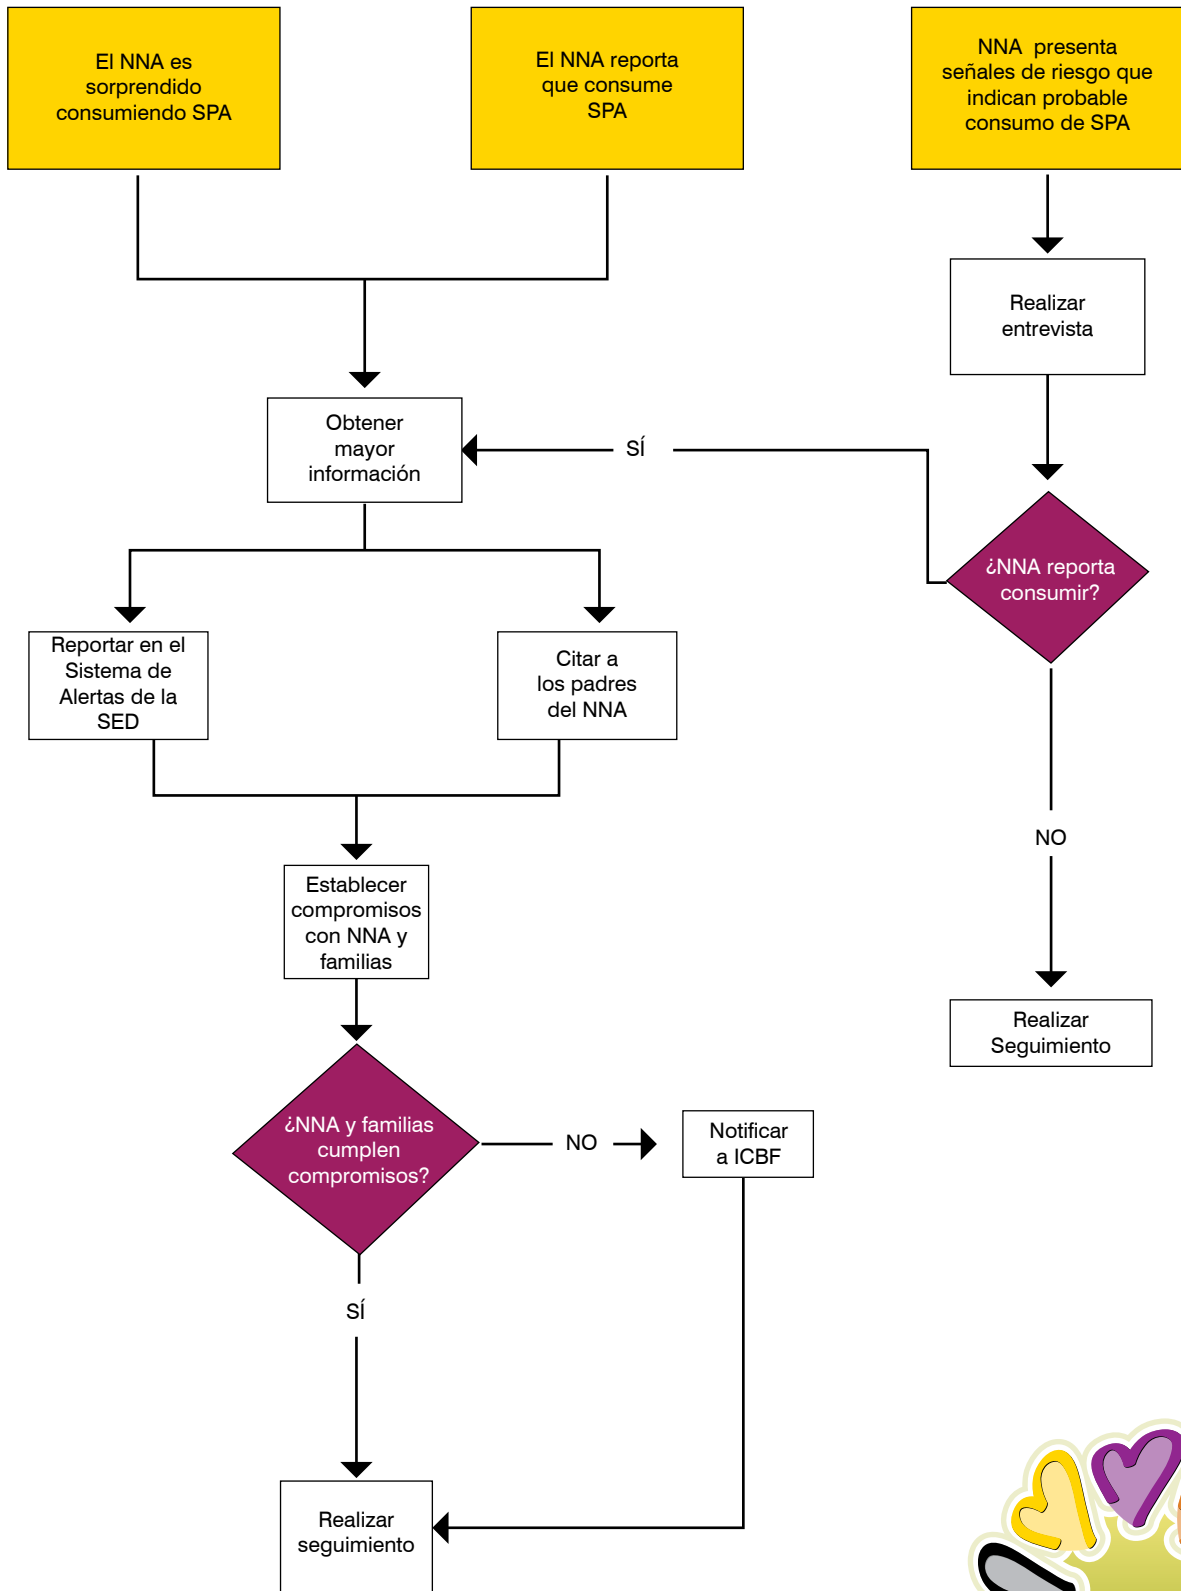 El NNA es
sorprendido
consumiendo SPA
El NNA reporta
que consume
SPA
NNA presenta
señales de riesgo que
indican probable
consumo de SPA
Realizar
entrevista
Obtener
mayor
información
SÍ
¿NNA reporta
consumir?
Reportar en el
Sistema de
Alertas de la
SED
Citar a
los padres
del NNA
NO
Establecer
compromisos
con NNA y
familias
Realizar
Seguimiento
¿NNA y familias
cumplen
compromisos?
NO
Notificar
a ICBF
SÍ
Realizar
seguimiento